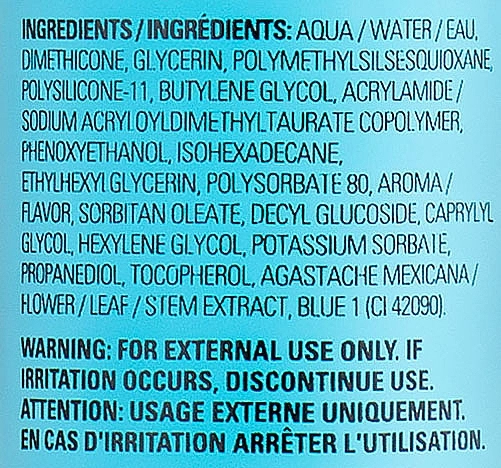 INGREDIENTS / INGRÉDIENTS: AQUA / WATER / EAU,
DIMETHICONE, GLYCERIN, POLYMETHYLSILSESQUIOXANE,
POLYSILICONE-11, BUTYLENE GLYCOL, ACRYLAMIDE /
SODIUM ACRYLOYLDIMETHYLTAURATE COPOLYMER,
PHENOXYETHANOL, ISOHEXADECANE,
ETHYLHEXYLGLYCERIN, POLYSORBATE 80, AROMA /
FLAVOR, SORBITAN OLEATE, DECYL GLUCOSIDE, CAPRYLYL
GLYCOL, HEXYLENE GLYCOL, POTASSIUM SORBATE,
PROPANEDIOL, TOCOPHEROL, AGASTACHE MEXICANA /
FLOWER / LEAF / STEM EXTRACT, BLUE 1 (CI 42090).
WARNING: FOR EXTERNAL USE ONLY. IF
IRRITATION OCCURS, DISCONTINUE USE.
ATTENTION: USAGE EXTERNE UNIQUEMENT.
EN CAS D'IRRITATION ARRÊTER L'UTILISATION.